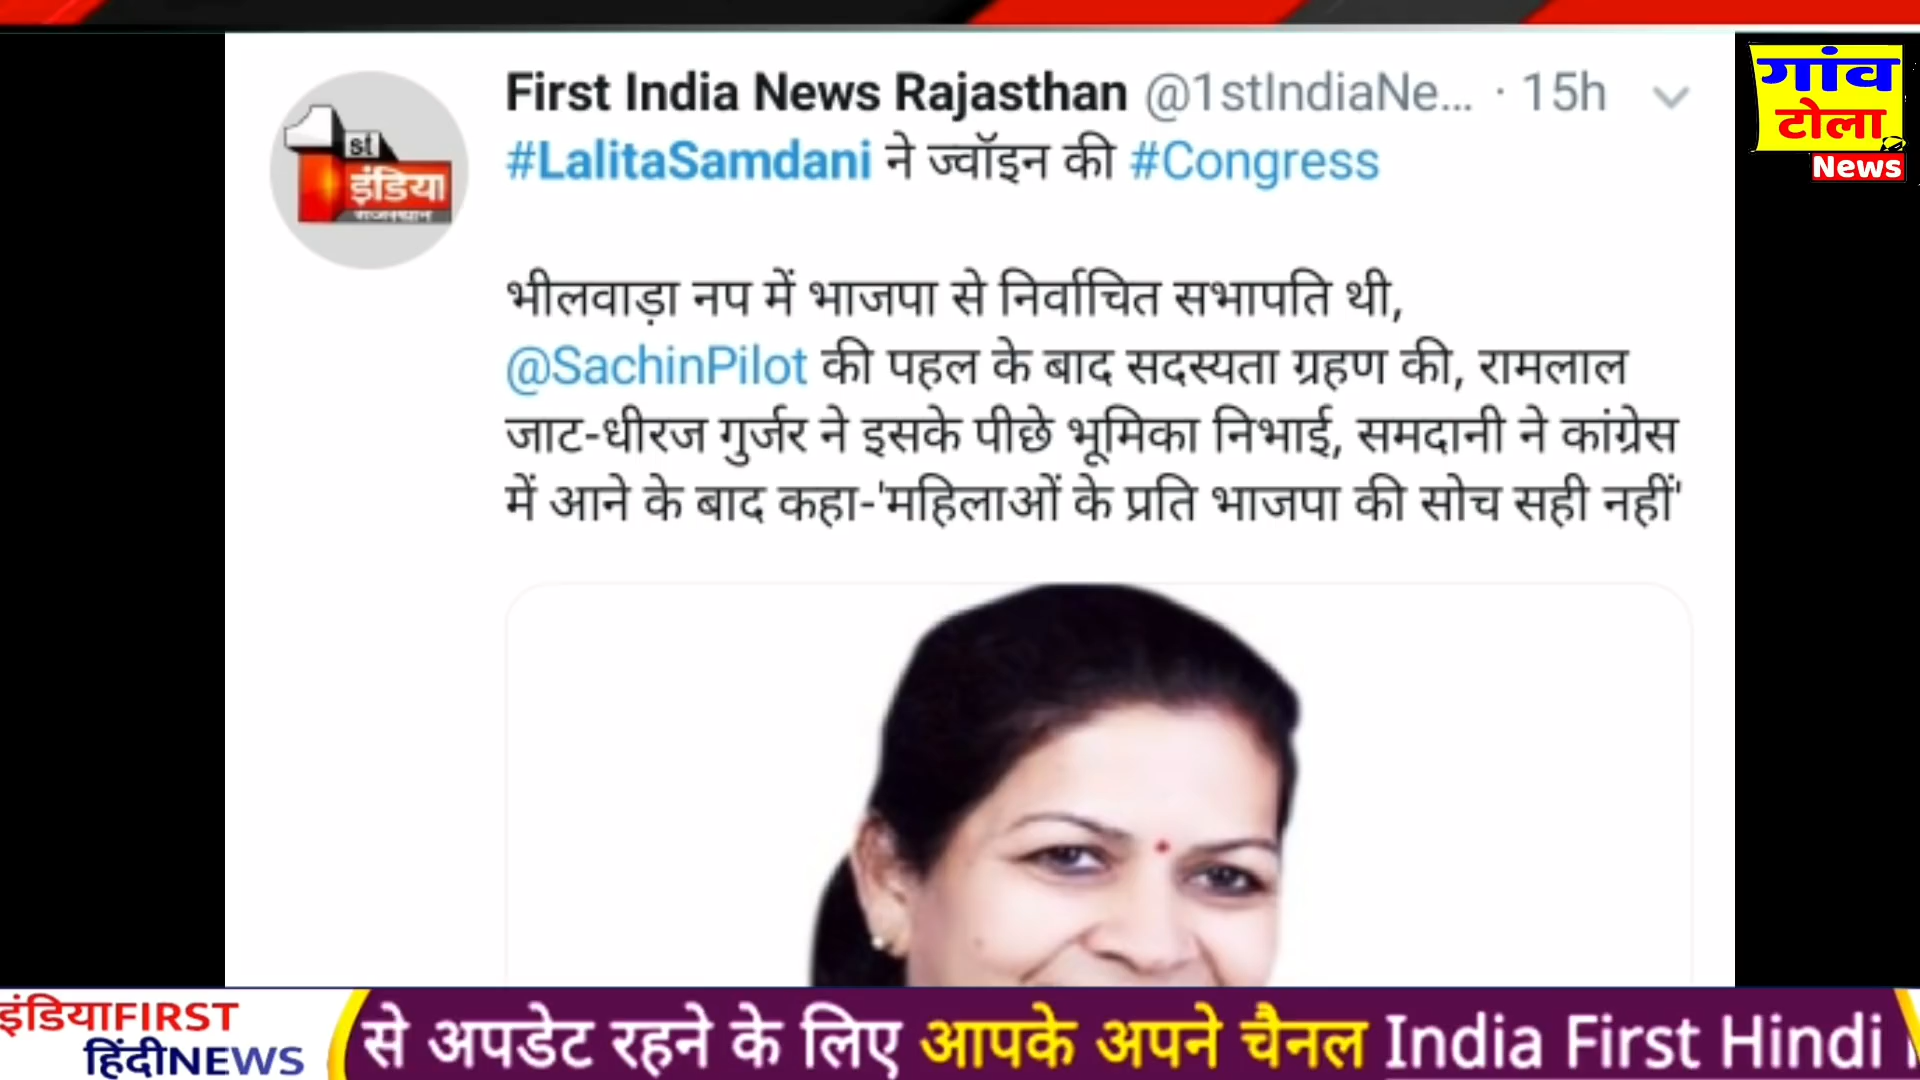 First India News Rajasthan @1stIndiaNe... · 15h
#LalitaSamdani ने ज्वॉइन की #Congress
भीलवाड़ा नप में भाजपा से निर्वाचित सभापति थी,
@SachinPilot की पहल के बाद सदस्यता ग्रहण की, रामलाल
जाट-धीरज गुर्जर ने इसके पीछे भूमिका निभाई, समदानी ने कांग्रेस
में आने के बाद कहा-'महिलाओं के प्रति भाजपा की सोच सही नहीं'
st
इंडिया
राजस्थान
गांव
टोला
News
इंडियाFIRST
हिंदीNEWS
से अपडेट रहने के लिए आपके अपने चैनल India First Hindi